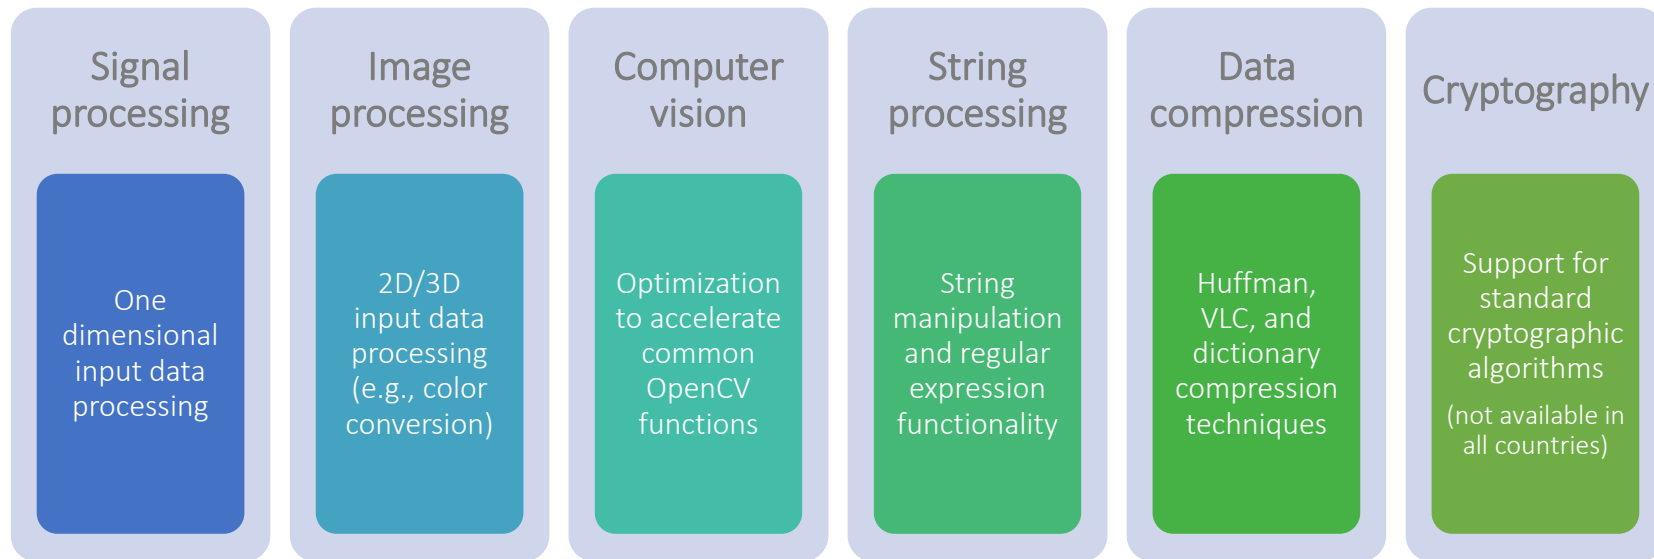 Signal
processing
One
dimensional
input data
processing
Image
processing
2D/3D
input data
processing
(e.g., color
conversion)
Computer
vision
Optimization
to accelerate
common
OpenCV
functions
String
processing
String
manipulation
and regular
expression
functionality
Data
compression
Huffman,
VLC, and
dictionary
compression
techniques
Cryptography
Support for
standard
cryptographic
algorithms
(not available in
all countries)